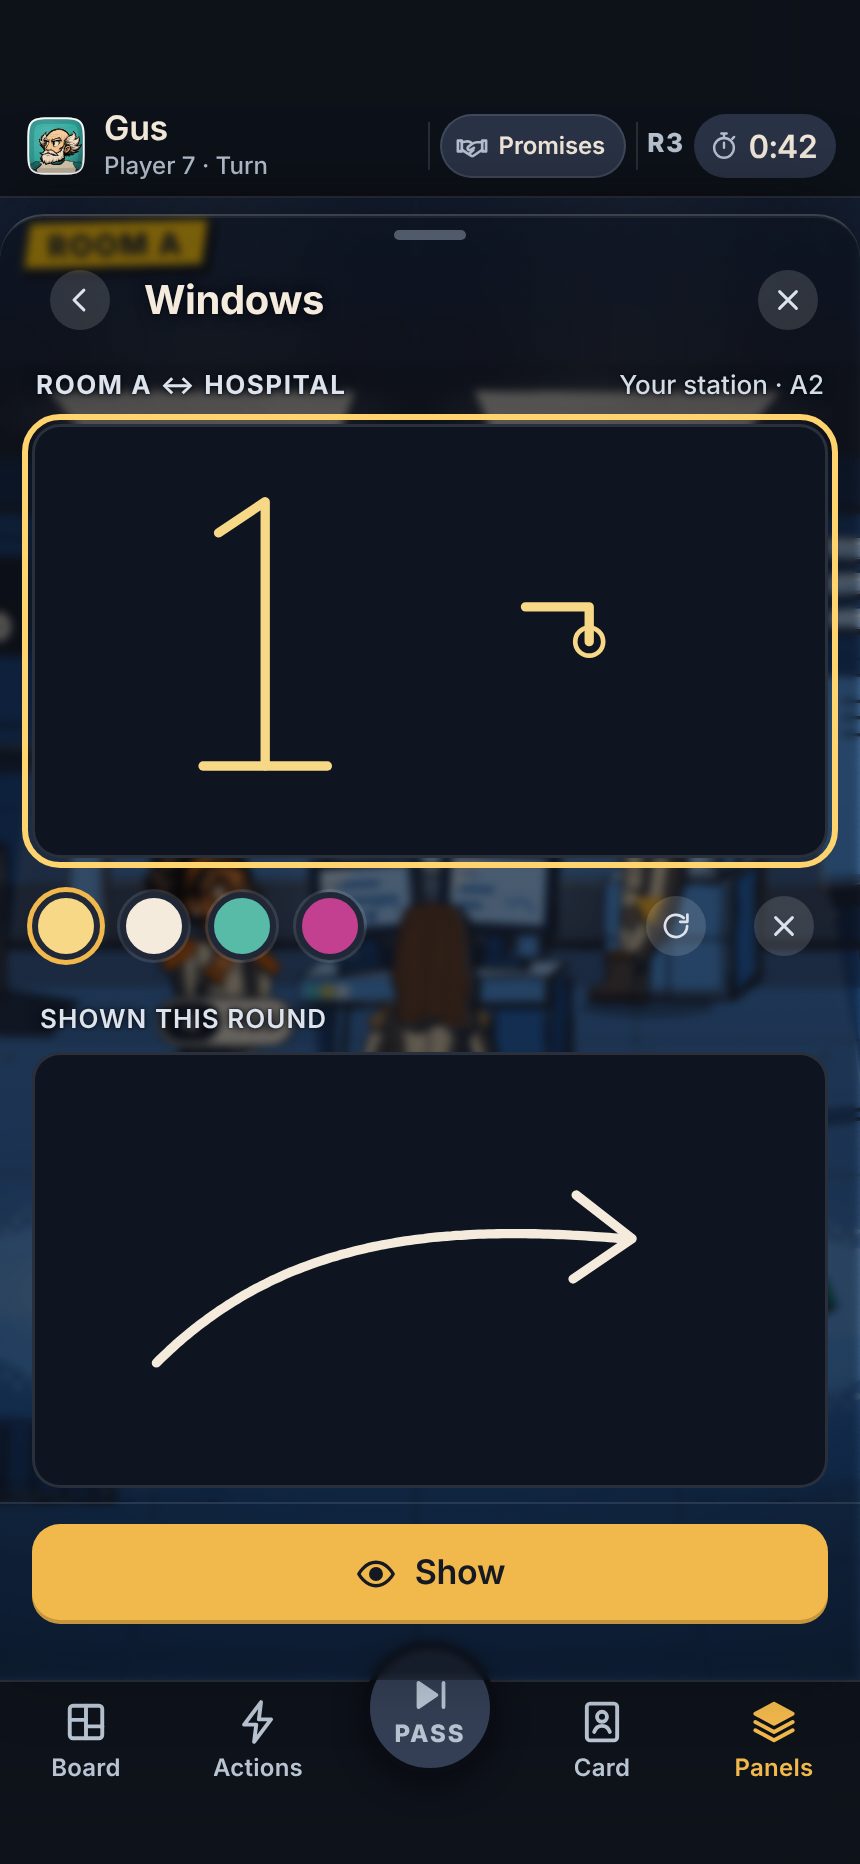 Gus
Player 7 · Turn
Promises
R3
0:42
ROOM A
Windows
ROOM A ↔ HOSPITAL
Your station · A2
1
SHOWN THIS ROUND
Show
PASS
Board
Actions
Card
Panels